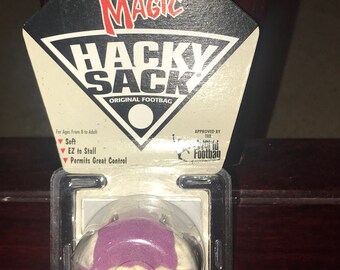 MAGIC
HACKY
SACK
ORIGINAL FOOTBAG
For Ages From 8 to Adult
Soft
EZ to Stall
Permits Great Control
APPROVED BY
THE
World
Footbag